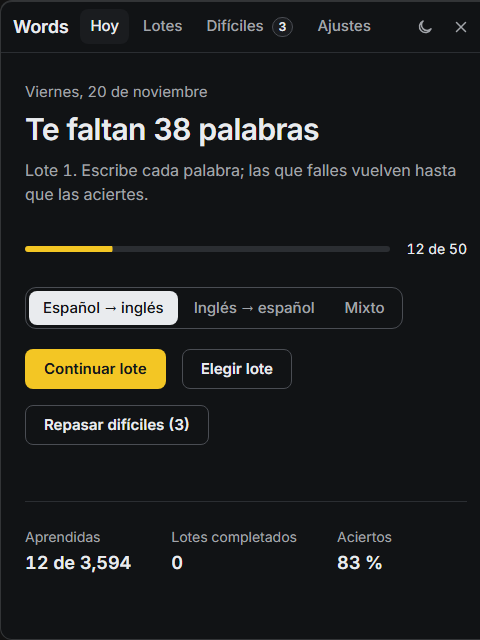 Words Hoy Lotes Difíciles 3 Ajustes
Viernes, 20 de noviembre
Te faltan 38 palabras
Lote 1. Escribe cada palabra; las que falles vuelven hasta
que las aciertes.
12 de 50
Español → inglés Inglés → español Mixto
Continuar lote Elegir lote
Repasar difíciles (3)
Aprendidas Lotes completados Aciertos
12 de 3,594 0 83 %